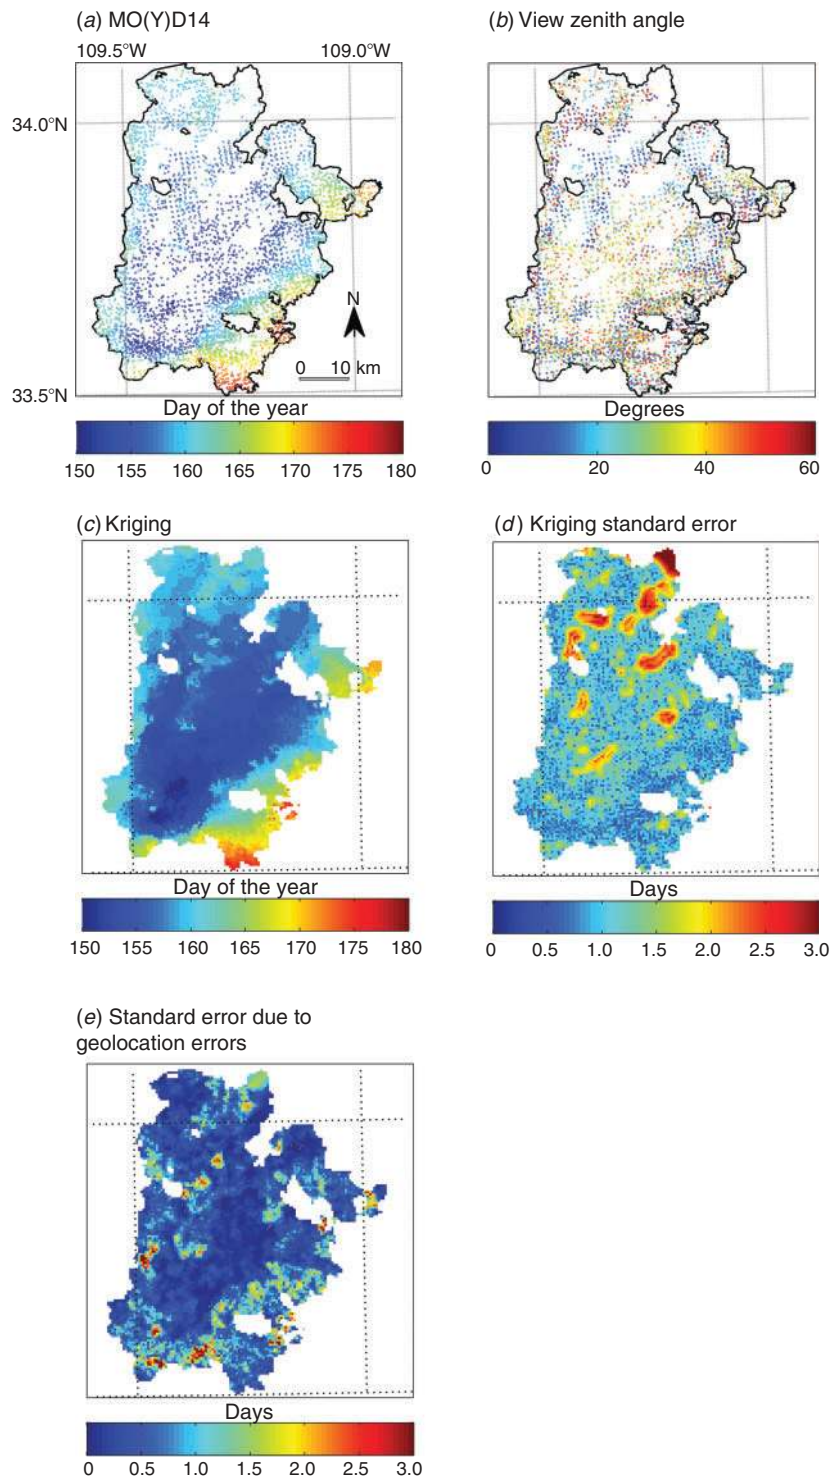 (a) MO(Y)D14
(b) View zenith angle
109.5°W 109.0°W
34.0°N
N
0 10 km
33.5°N
Day of the year
150 155 160 165 170 175 180
Degrees
0 20 40 60
(c) Kriging
(d) Kriging standard error
Day of the year
150 155 160 165 170 175 180
Days
0 0.5 1.0 1.5 2.0 2.5 3.0
(e) Standard error due to
geolocation errors
Days
0 0.5 1.0 1.5 2.0 2.5 3.0